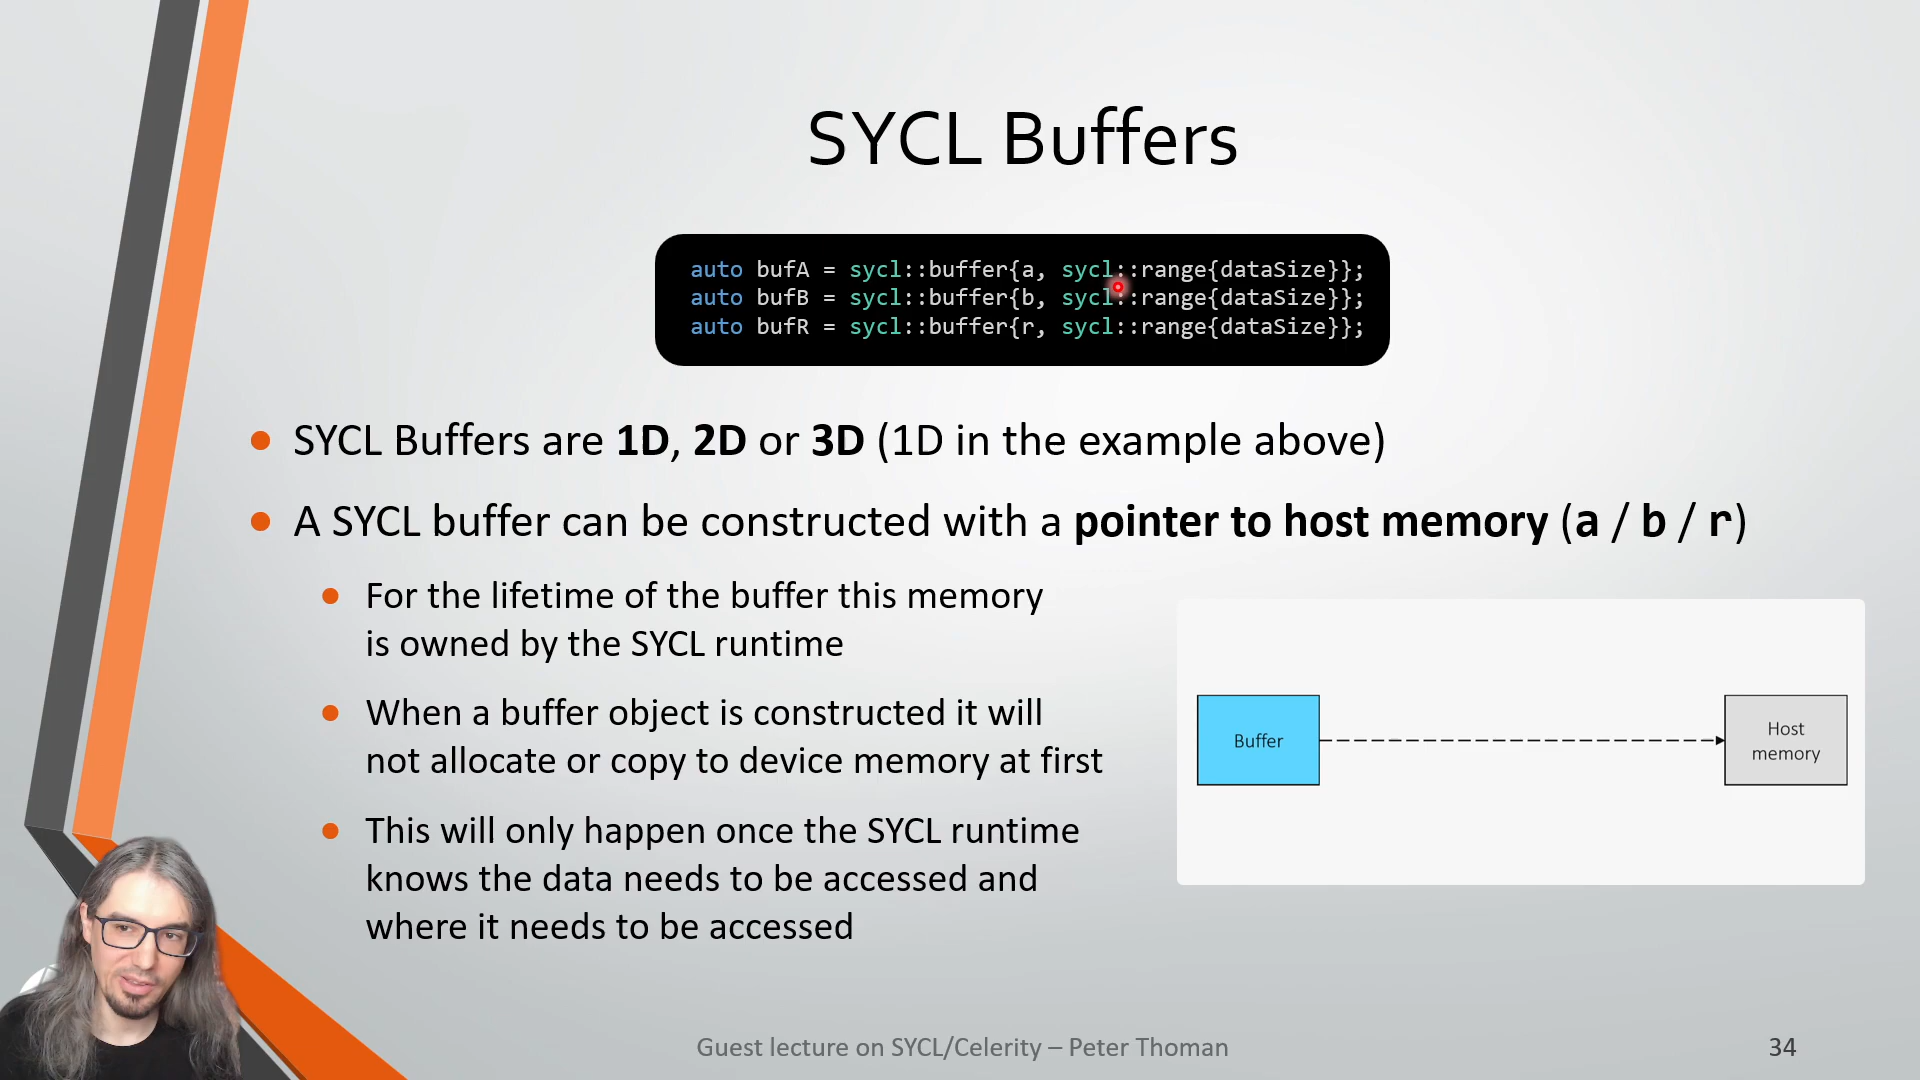 SYCL Buffers
auto bufA = sycl::buffer{a, sycl::range{dataSize}};
auto bufB = sycl::buffer{b, sycl::range{dataSize}};
auto bufR = sycl::buffer{r, sycl::range{dataSize}};
SYCL Buffers are 1D, 2D or 3D (1D in the example above)
A SYCL buffer can be constructed with a pointer to host memory (a / b / r)
For the lifetime of the buffer this memory
is owned by the SYCL runtime
When a buffer object is constructed it will
not allocate or copy to device memory at first
This will only happen once the SYCL runtime
knows the data needs to be accessed and
where it needs to be accessed
Buffer
Host
memory
Guest lecture on SYCL/Celerity – Peter Thoman
34